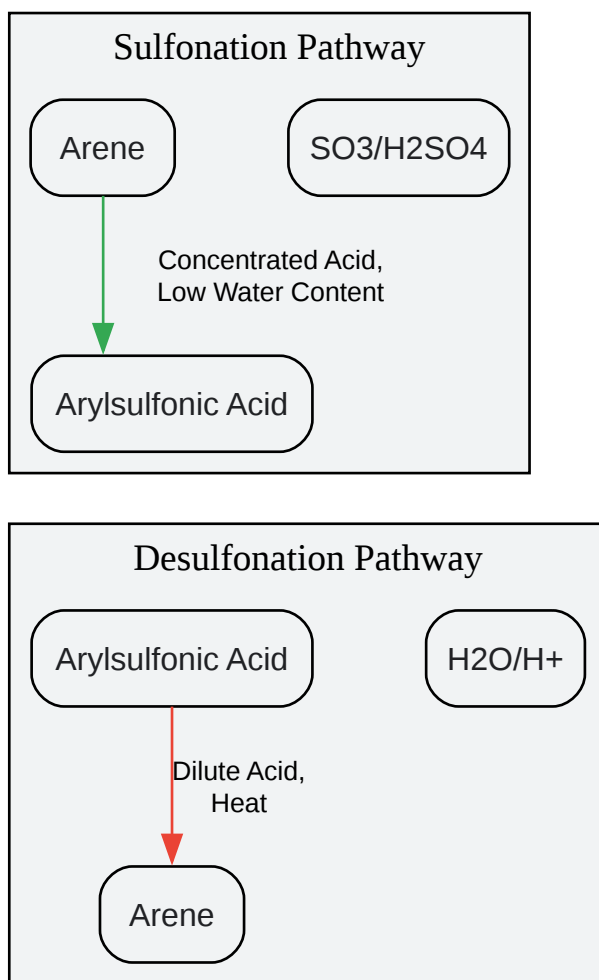 Sulfonation Pathway
Arene
SO3/H2SO4
Concentrated Acid,
Low Water Content
Arylsulfonic Acid
Desulfonation Pathway
Arylsulfonic Acid
H2O/H+
Dilute Acid,
Heat
Arene